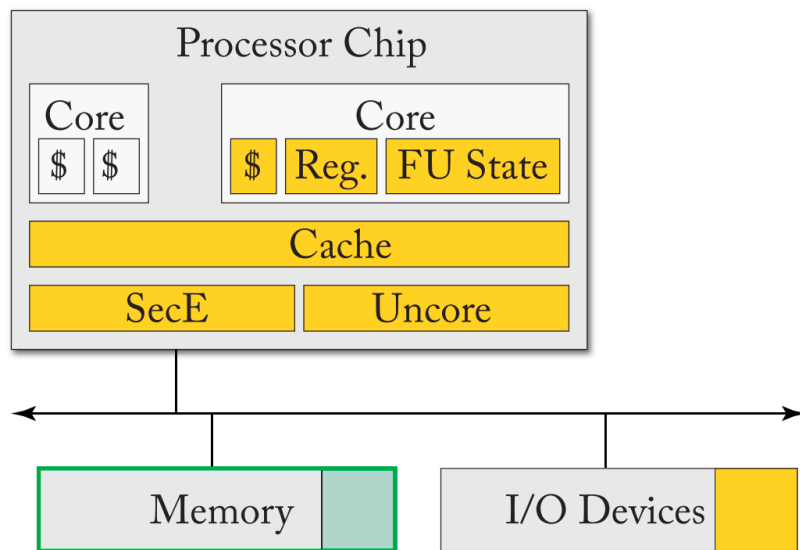 Processor Chip
Core
$ $
Core
$ Reg. FU State
Cache
SecE Uncore
Memory
I/O Devices